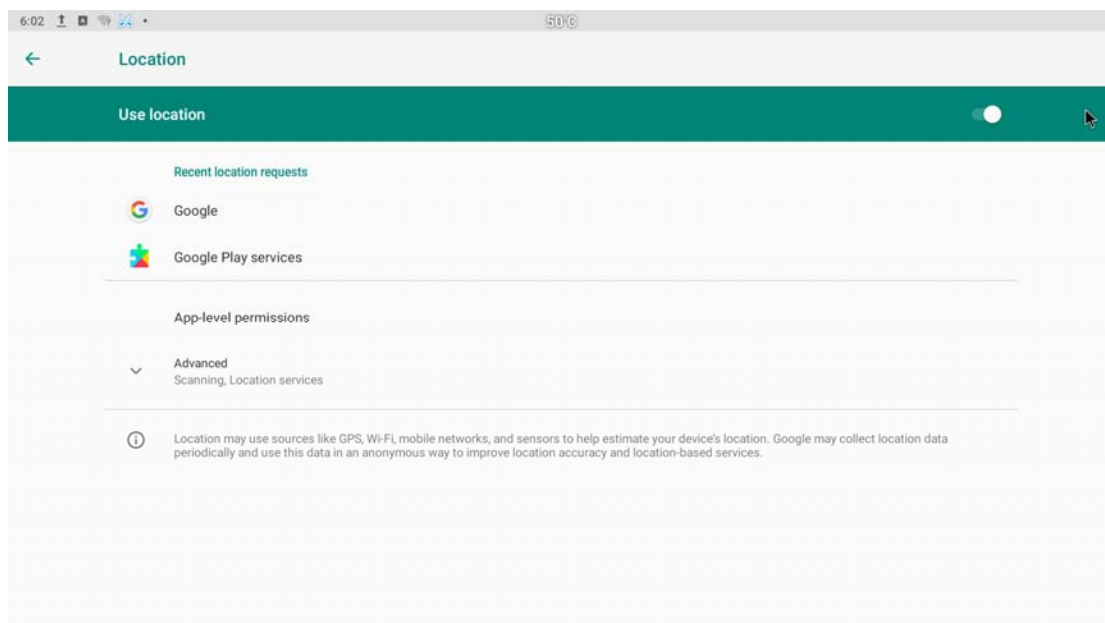 6:02 50°C
Location
Use location
Recent location requests
Google
Google Play services
App-level permissions
Advanced
Scanning, Location services
Location may use sources like GPS, Wi-Fi, mobile networks, and sensors to help estimate your device's location. Google may collect location data
periodically and use this data in an anonymous way to improve location accuracy and location-based services.